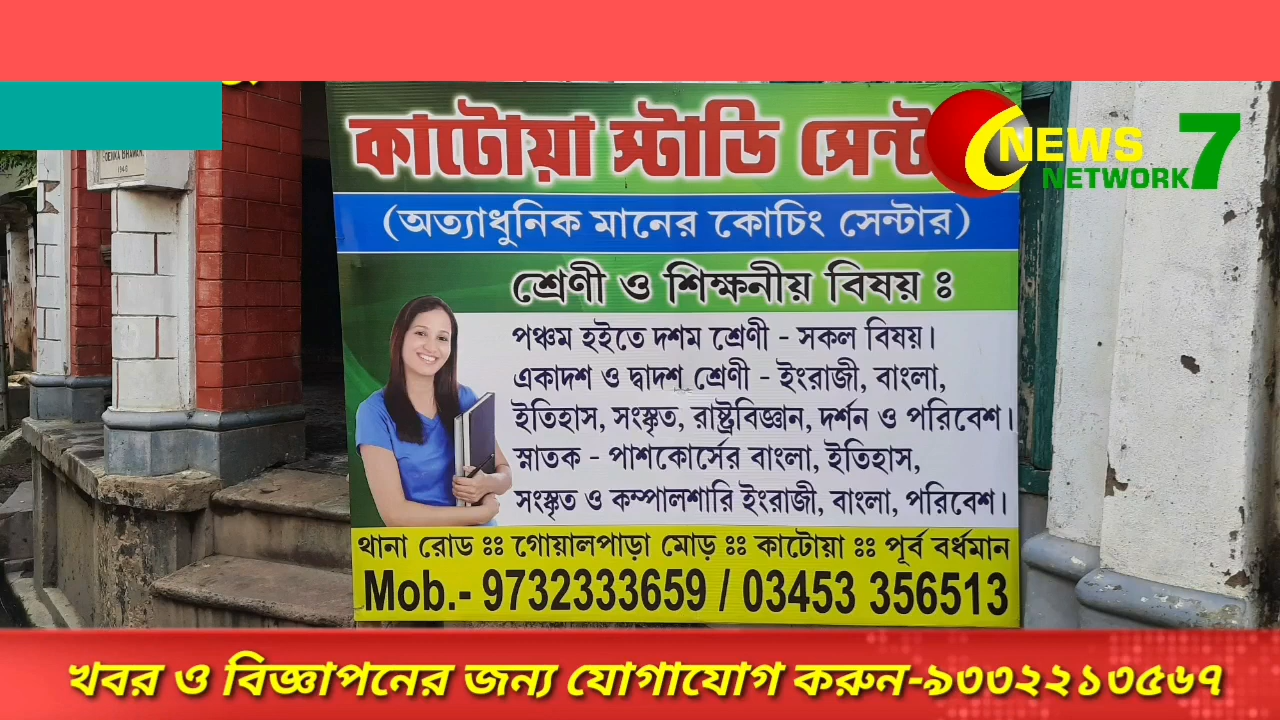 কাটোয়া স্টাডি সেন্ট
NEWS
NETWORK 7
(অত্যাধুনিক মানের কোচিং সেন্টার)
শ্রেণী ও শিক্ষনীয় বিষয় ঃ
পঞ্চম হইতে দশম শ্রেণী - সকল বিষয়।
একাদশ ও দ্বাদশ শ্রেণী - ইংরাজী, বাংলা,
ইতিহাস, সংস্কৃত, রাষ্ট্রবিজ্ঞান, দর্শন ও পরিবেশ।
স্নাতক - পাশকোর্সের বাংলা, ইতিহাস,
সংস্কৃত ও কম্পালশারি ইংরাজী, বাংলা, পরিবেশ।
থানা রোড ঃঃ গোয়ালপাড়া মোড় ঃঃ কাটোয়া ঃঃ পূর্ব বর্ধমান
Mob.- 9732333659 / 03453 356513
খবর ও বিজ্ঞাপনের জন্য যোগাযোগ করুন-৯৩৩২২১৩৫৬৭